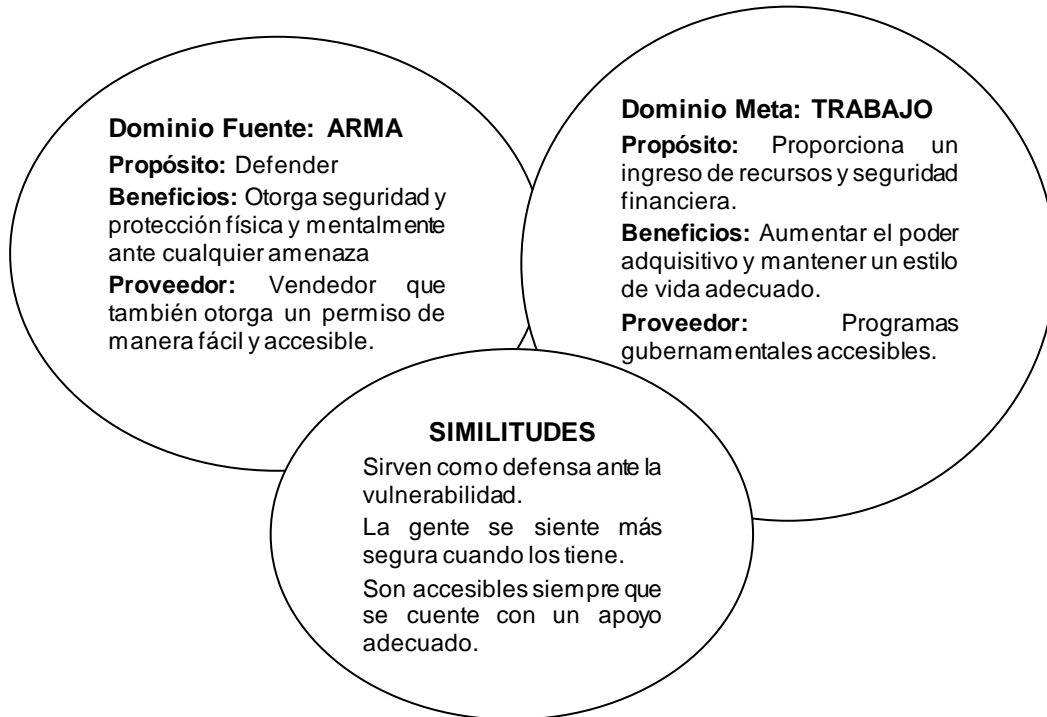 Dominio Fuente: ARMA
Propósito: Defender
Beneficios: Otorga seguridad y
protección física y mentalmente
ante cualquier amenaza
Proveedor: Vendedor que
también otorga un permiso de
manera fácil y accesible.
Dominio Meta: TRABAJO
Propósito: Proporciona un
ingreso de recursos y seguridad
financiera.
Beneficios: Aumentar el poder
adquisitivo y mantener un estilo
de vida adecuado.
Proveedor: Programas
gubernamentales accesibles.
SIMILITUDES
Sirven como defensa ante la
vulnerabilidad.
La gente se siente más
segura cuando los tiene.
Son accesibles siempre que
se cuente con un apoyo
adecuado.